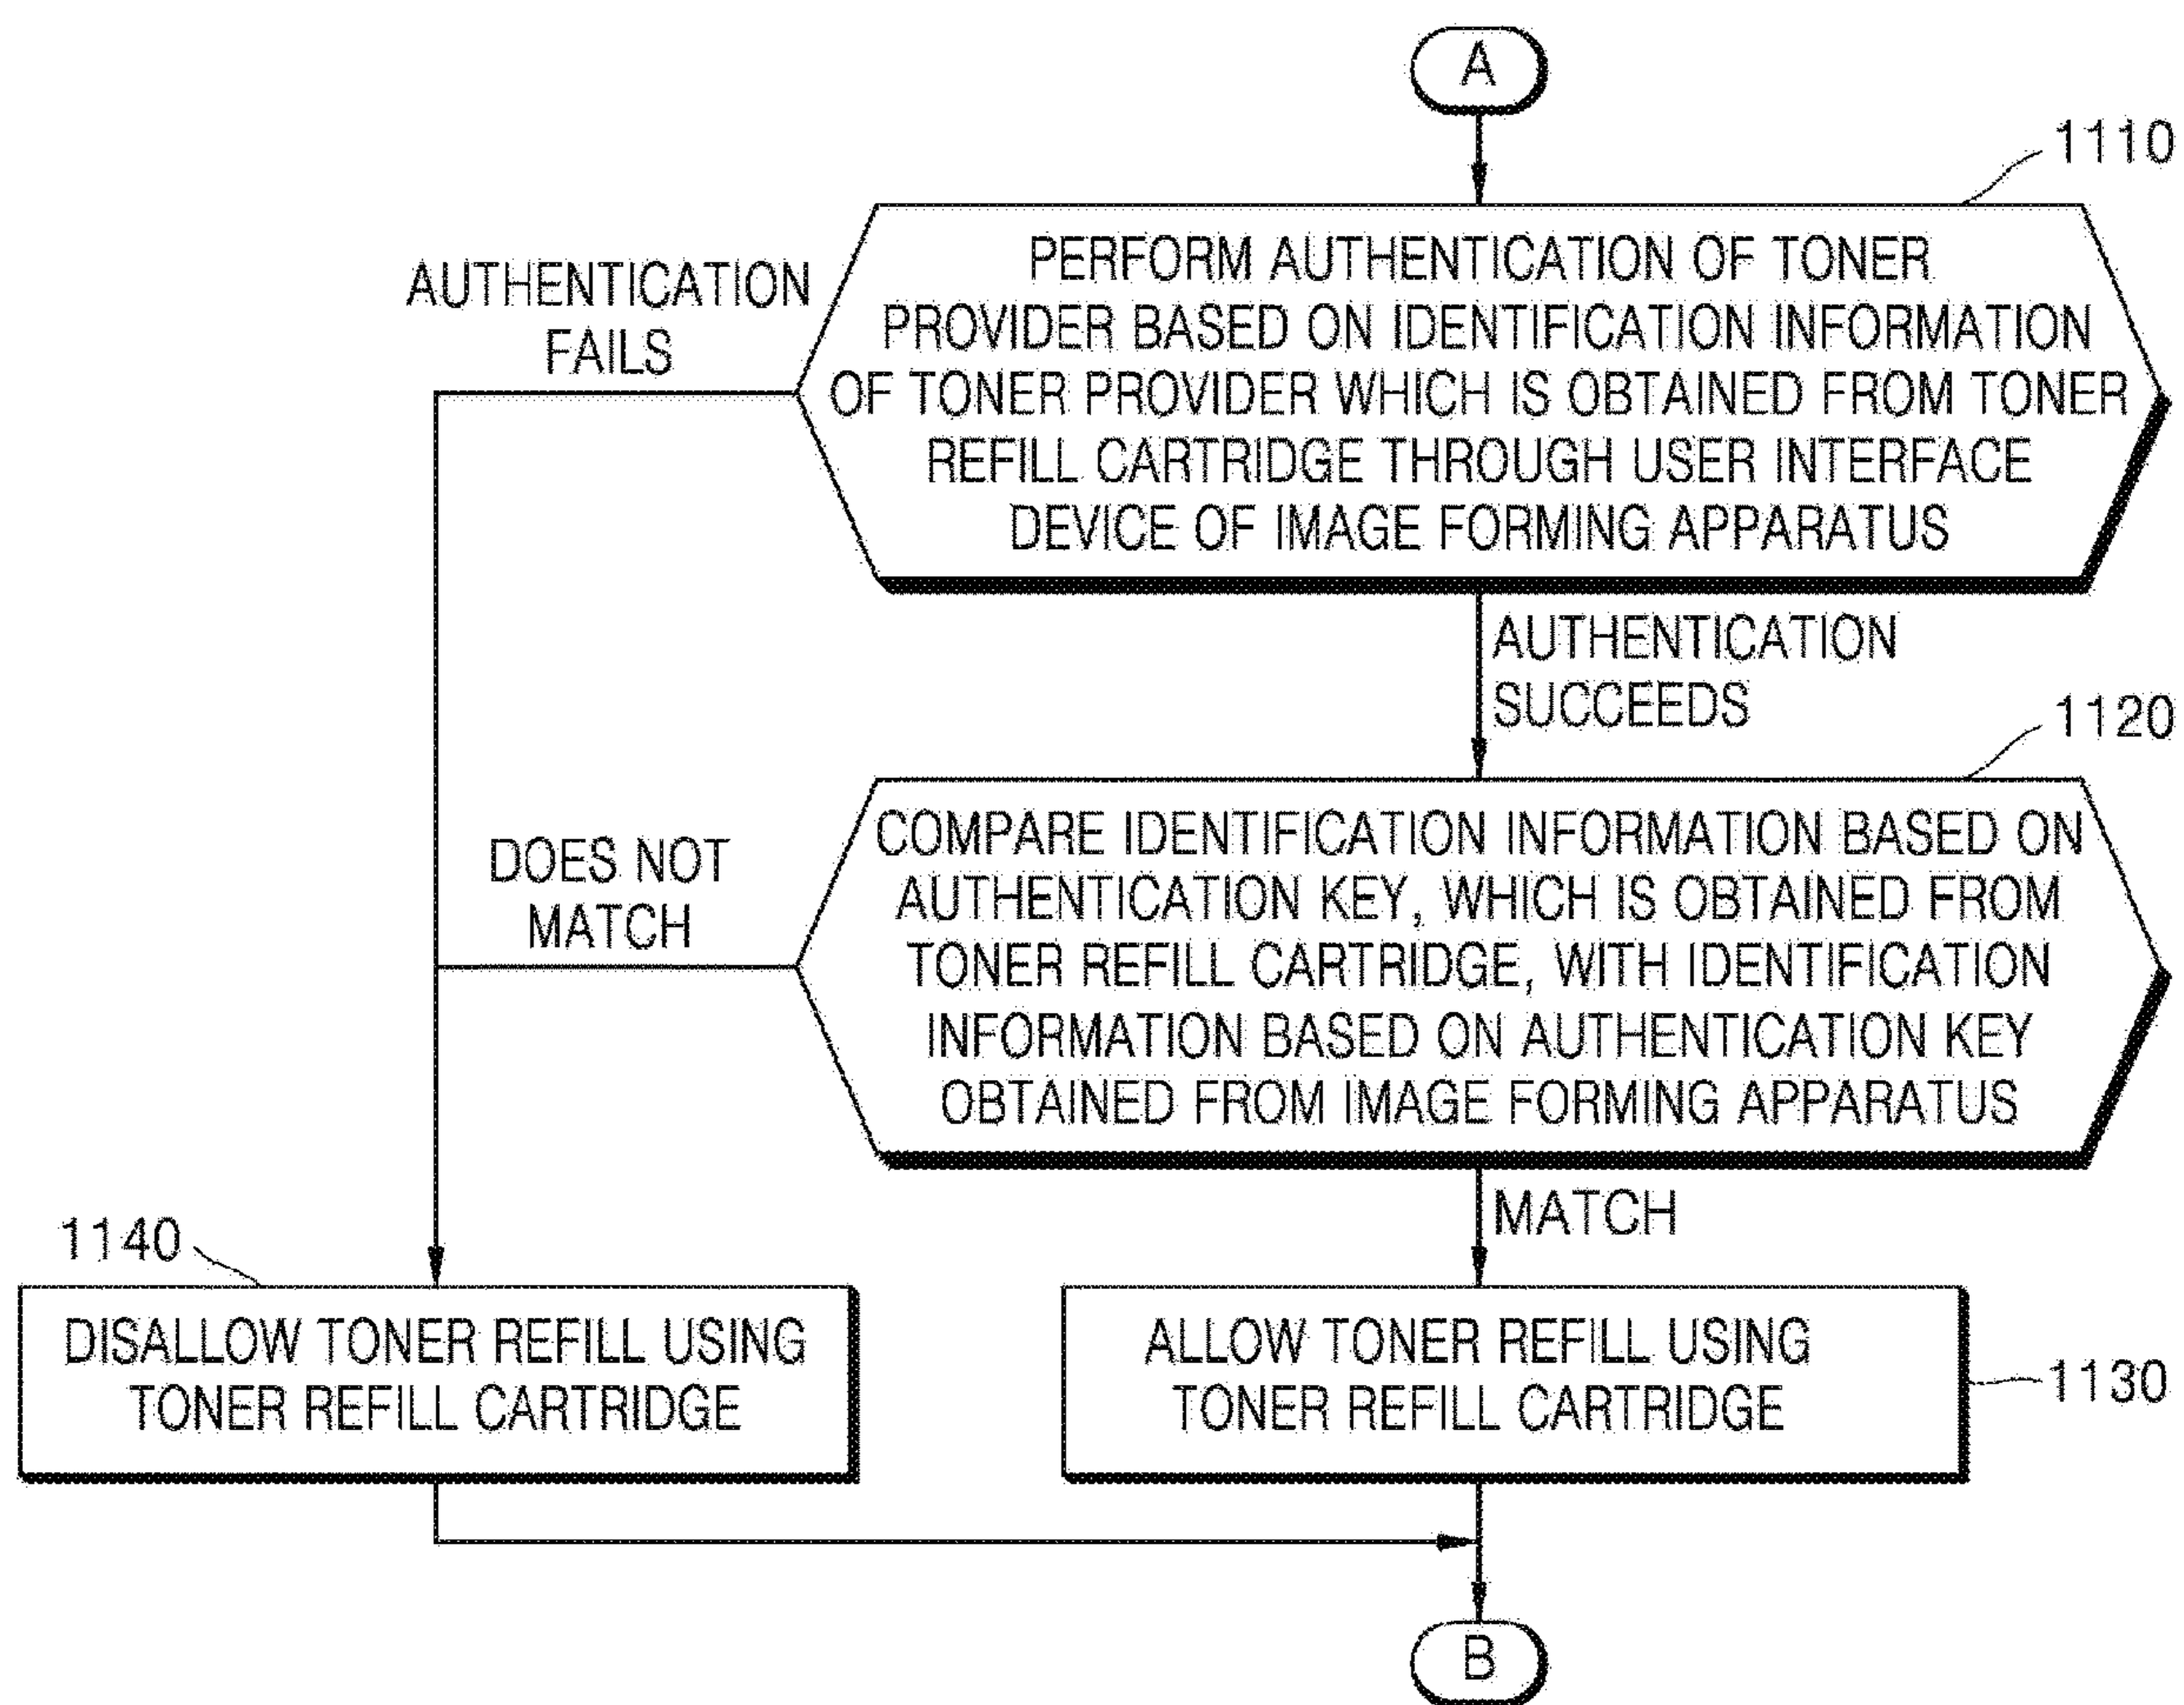 A
1110
PERFORM AUTHENTICATION OF TONER
PROVIDER BASED ON IDENTIFICATION INFORMATION
OF TONER PROVIDER WHICH IS OBTAINED FROM TONER
REFILL CARTRIDGE THROUGH USER INTERFACE
DEVICE OF IMAGE FORMING APPARATUS
AUTHENTICATION
FAILS
AUTHENTICATION
SUCCEEDS
1120
COMPARE IDENTIFICATION INFORMATION BASED ON
AUTHENTICATION KEY, WHICH IS OBTAINED FROM
TONER REFILL CARTRIDGE, WITH IDENTIFICATION
INFORMATION BASED ON AUTHENTICATION KEY
OBTAINED FROM IMAGE FORMING APPARATUS
DOES NOT
MATCH
MATCH
1140
DISALLOW TONER REFILL USING
TONER REFILL CARTRIDGE
ALLOW TONER REFILL USING
TONER REFILL CARTRIDGE
1130
B